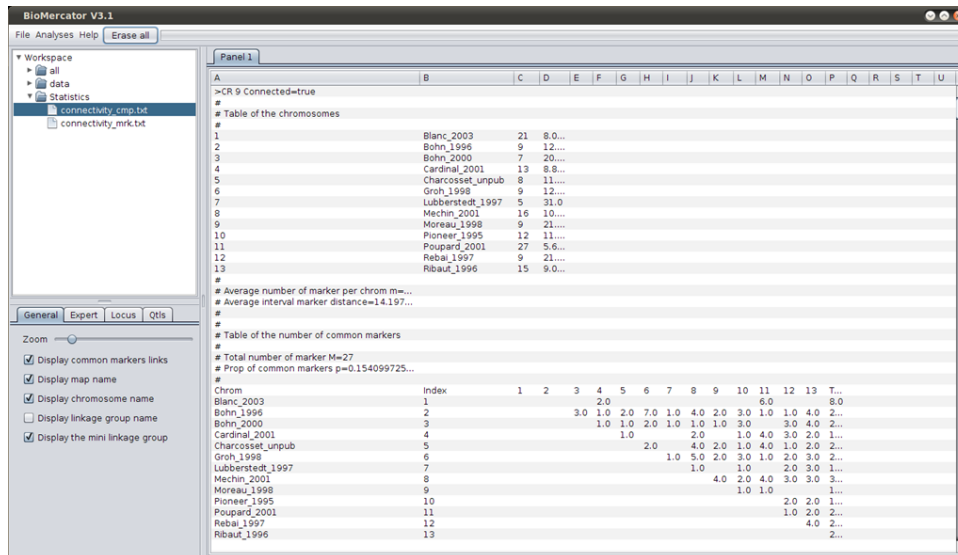 BioMercator V3.1
File Analyses Help Erase all
Workspace
all
data
Statistics
connectivity_cmp.txt
connectivity_mrk.txt
General Expert Locus Qtls
Zoom
Display common markers links
Display map name
Display chromosome name
Display linkage group name
Display the mini linkage group
Panel 1
A B C D E F G H I J K L M N O P Q R S T U
>CR 9 Connected=true
#
# Table of the chromosomes
#
1 Blanc_2003 21 8.0...
2 Bohn_1996 9 12....
3 Bohn_2000 7 20....
4 Cardinal_2001 13 8.8...
5 Charcosset_unpub 8 11....
6 Groh_1998 9 12....
7 Lubberstedt_1997 5 31.0
8 Mechin_2001 16 10....
9 Moreau_1998 9 21....
10 Pioneer_1995 12 11....
11 Poupard_2001 27 5.6...
12 Rebai_1997 9 21....
13 Ribaut_1996 15 9.0...
#
# Average number of marker per chrom m=...
# Average interval marker distance=14.197...
#
#
# Table of the number of common markers
#
# Total number of marker M=27
# Prop of common markers p=0.154099725...
#
Chrom Index 1 2 3 4 5 6 7 8 9 10 11 12 13 T...
Blanc_2003 1 2.0 6.0 8.0
Bohn_1996 2 3.0 1.0 2.0 7.0 1.0 4.0 2.0 3.0 1.0 1.0 4.0 2...
Bohn_2000 3 1.0 1.0 2.0 1.0 1.0 1.0 3.0 3.0 4.0 2...
Cardinal_2001 4 1.0 2.0 1.0 4.0 3.0 2.0 1...
Charcosset_unpub 5 2.0 4.0 2.0 1.0 4.0 1.0 2.0 2...
Groh_1998 6 1.0 5.0 2.0 3.0 1.0 2.0 3.0 2...
Lubberstedt_1997 7 1.0 1.0 2.0 3.0 1...
Mechin_2001 8 4.0 2.0 4.0 3.0 3.0 3...
Moreau_1998 9 1.0 1.0 1...
Pioneer_1995 10 2.0 2.0 1...
Poupard_2001 11 1.0 2.0 2...
Rebai_1997 12 4.0 2...
Ribaut_1996 13 2...